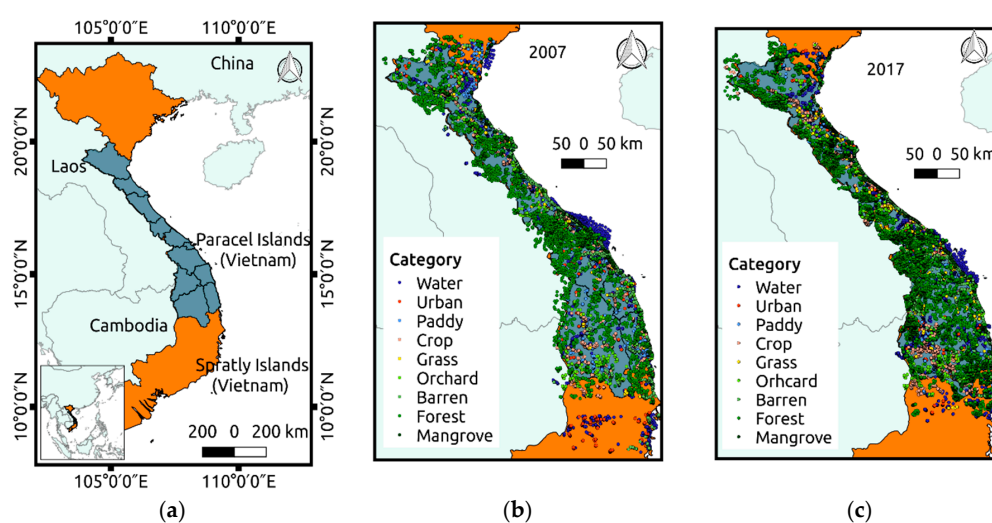 105°0′0″E 110°0′0″E
China
20°0′0″N
Laos
20°0′0″N
Paracel Islands
(Vietnam)
15°0′0″N
15°0′0″N
Cambodia
Spratly Islands
(Vietnam)
10°0′0″N
10°0′0″N
200 0 200 km
105°0′0″E 110°0′0″E
(a)
2007
50 0 50 km
Category
Water
Urban
Paddy
Crop
Grass
Orchard
Barren
Forest
Mangrove
(b)
2017
50 0 50 km
Category
Water
Urban
Paddy
Crop
Grass
Orhcard
Barren
Forest
Mangrove
(c)